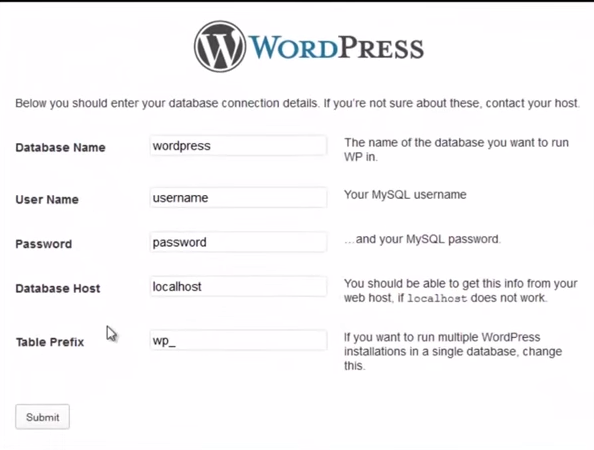 WORDPRESS
Below you should enter your database connection details. If you're not sure about these, contact your host.
Database Name wordpress The name of the database you want to run
WP in.
User Name username Your MySQL username
Password password ...and your MySQL password.
Database Host localhost You should be able to get this info from your
web host, if localhost does not work.
Table Prefix wp_ If you want to run multiple WordPress
installations in a single database, change
this.
Submit